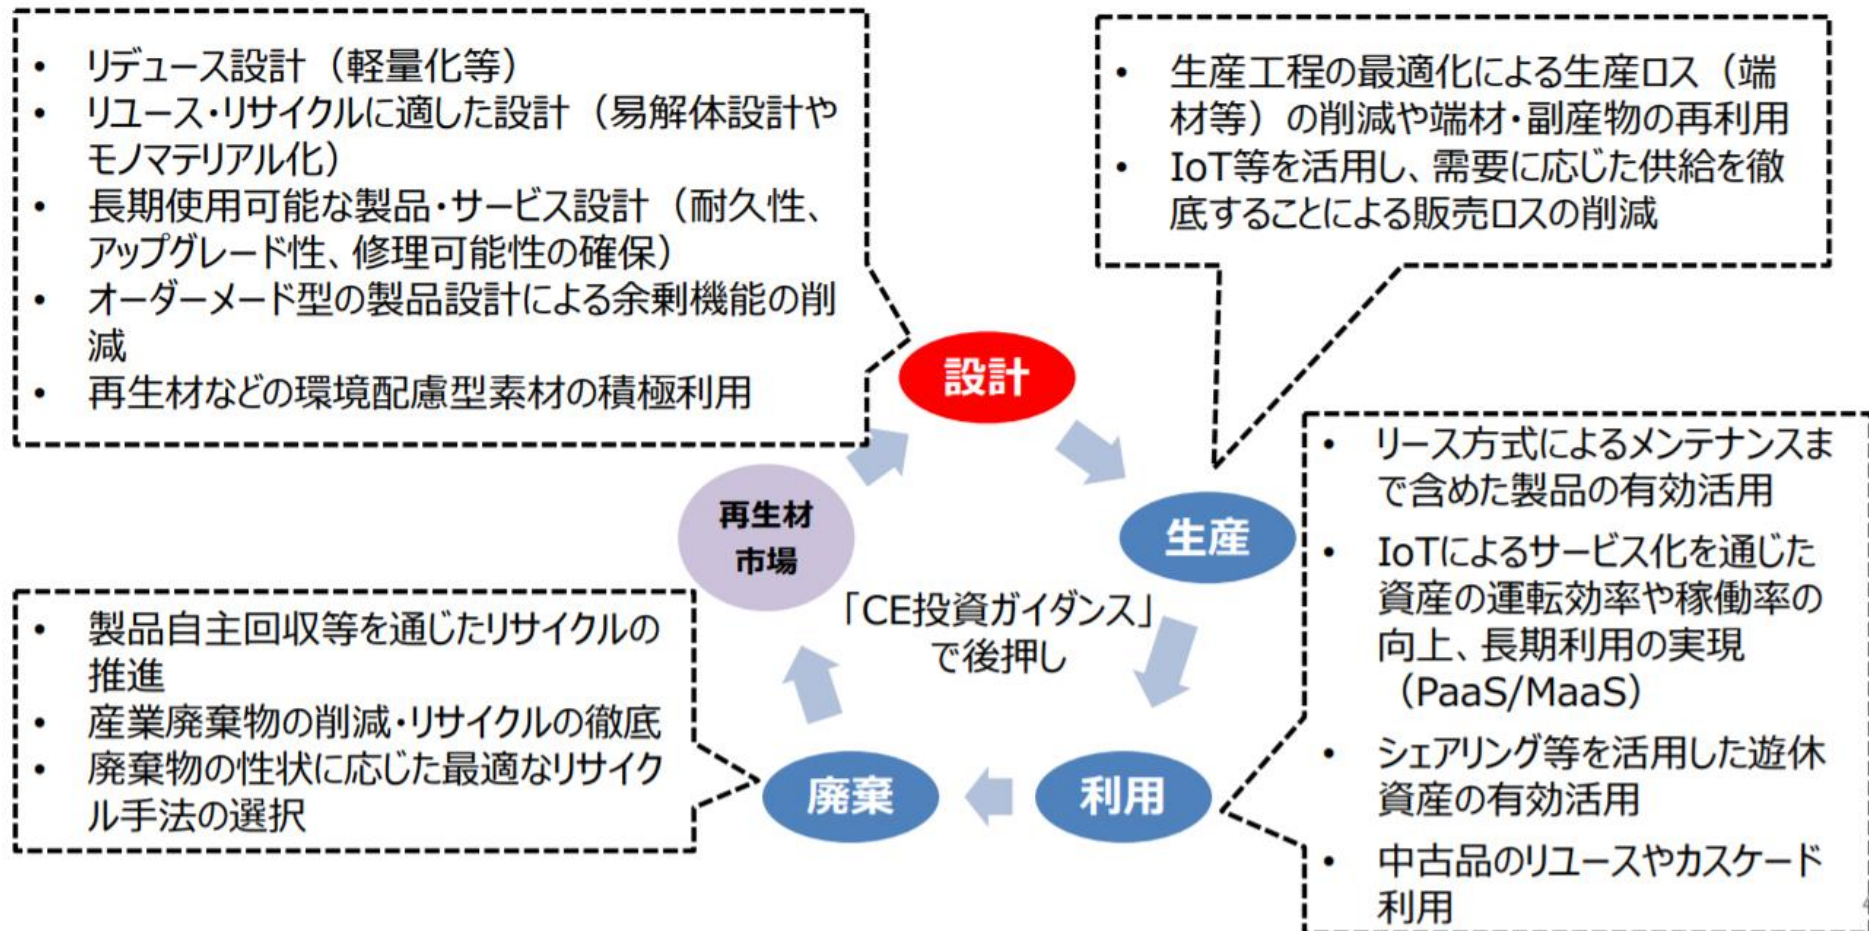 • リデュース設計（軽量化等）
• リユース・リサイクルに適した設計（易解体設計や
モノマテリアル化）
• 長期使用可能な製品・サービス設計（耐久性、
アップグレード性、修理可能性の確保）
• オーダーメード型の製品設計による余剰機能の削
減
• 再生材などの環境配慮型素材の積極利用
• 生産工程の最適化による生産ロス（端
材等）の削減や端材・副産物の再利用
• IoT等を活用し、需要に応じた供給を徹
底することによる販売ロスの削減
設計
• リース方式によるメンテナンスま
で含めた製品の有効活用
• IoTによるサービス化を通じた
資産の運転効率や稼働率の
向上、長期利用の実現
（PaaS/MaaS）
• シェアリング等を活用した遊休
資産の有効活用
• 中古品のリユースやカスケード
利用
再生材
市場
生産
「CE投資ガイダンス」
で後押し
• 製品自主回収等を通じたリサイクルの
推進
• 産業廃棄物の削減・リサイクルの徹底
• 廃棄物の性状に応じた最適なリサイク
ル手法の選択
廃棄
利用